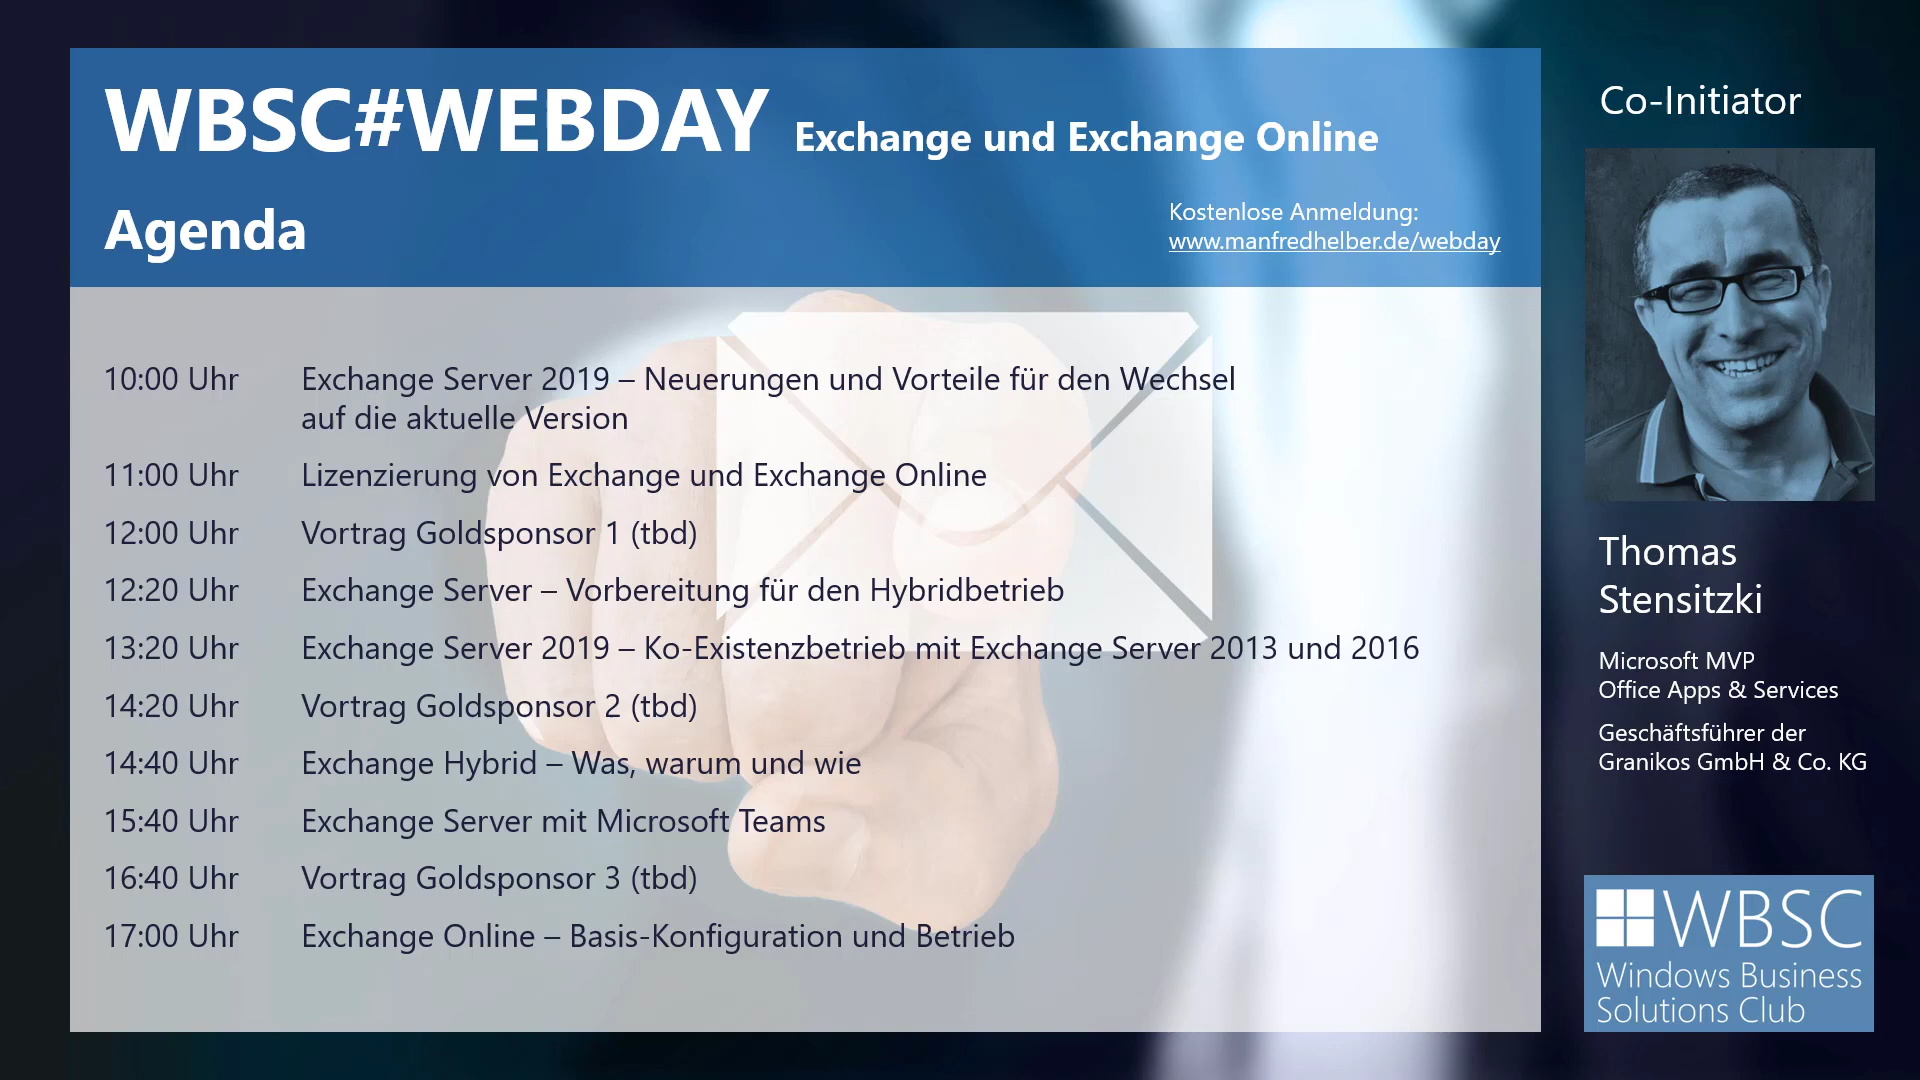 WBSC#WEBDAY Exchange und Exchange Online
Agenda
Kostenlose Anmeldung:
www.manfredhelber.de/webday
10:00 Uhr Exchange Server 2019 – Neuerungen und Vorteile für den Wechsel
auf die aktuelle Version
11:00 Uhr Lizenzierung von Exchange und Exchange Online
12:00 Uhr Vortrag Goldsponsor 1 (tbd)
12:20 Uhr Exchange Server – Vorbereitung für den Hybridbetrieb
13:20 Uhr Exchange Server 2019 – Ko-Existenzbetrieb mit Exchange Server 2013 und 2016
14:20 Uhr Vortrag Goldsponsor 2 (tbd)
14:40 Uhr Exchange Hybrid – Was, warum und wie
15:40 Uhr Exchange Server mit Microsoft Teams
16:40 Uhr Vortrag Goldsponsor 3 (tbd)
17:00 Uhr Exchange Online – Basis-Konfiguration und Betrieb
Co-Initiator
Thomas
Stensitzki
Microsoft MVP
Office Apps & Services
Geschäftsführer der
Granikos GmbH & Co. KG
WBSC
Windows Business
Solutions Club